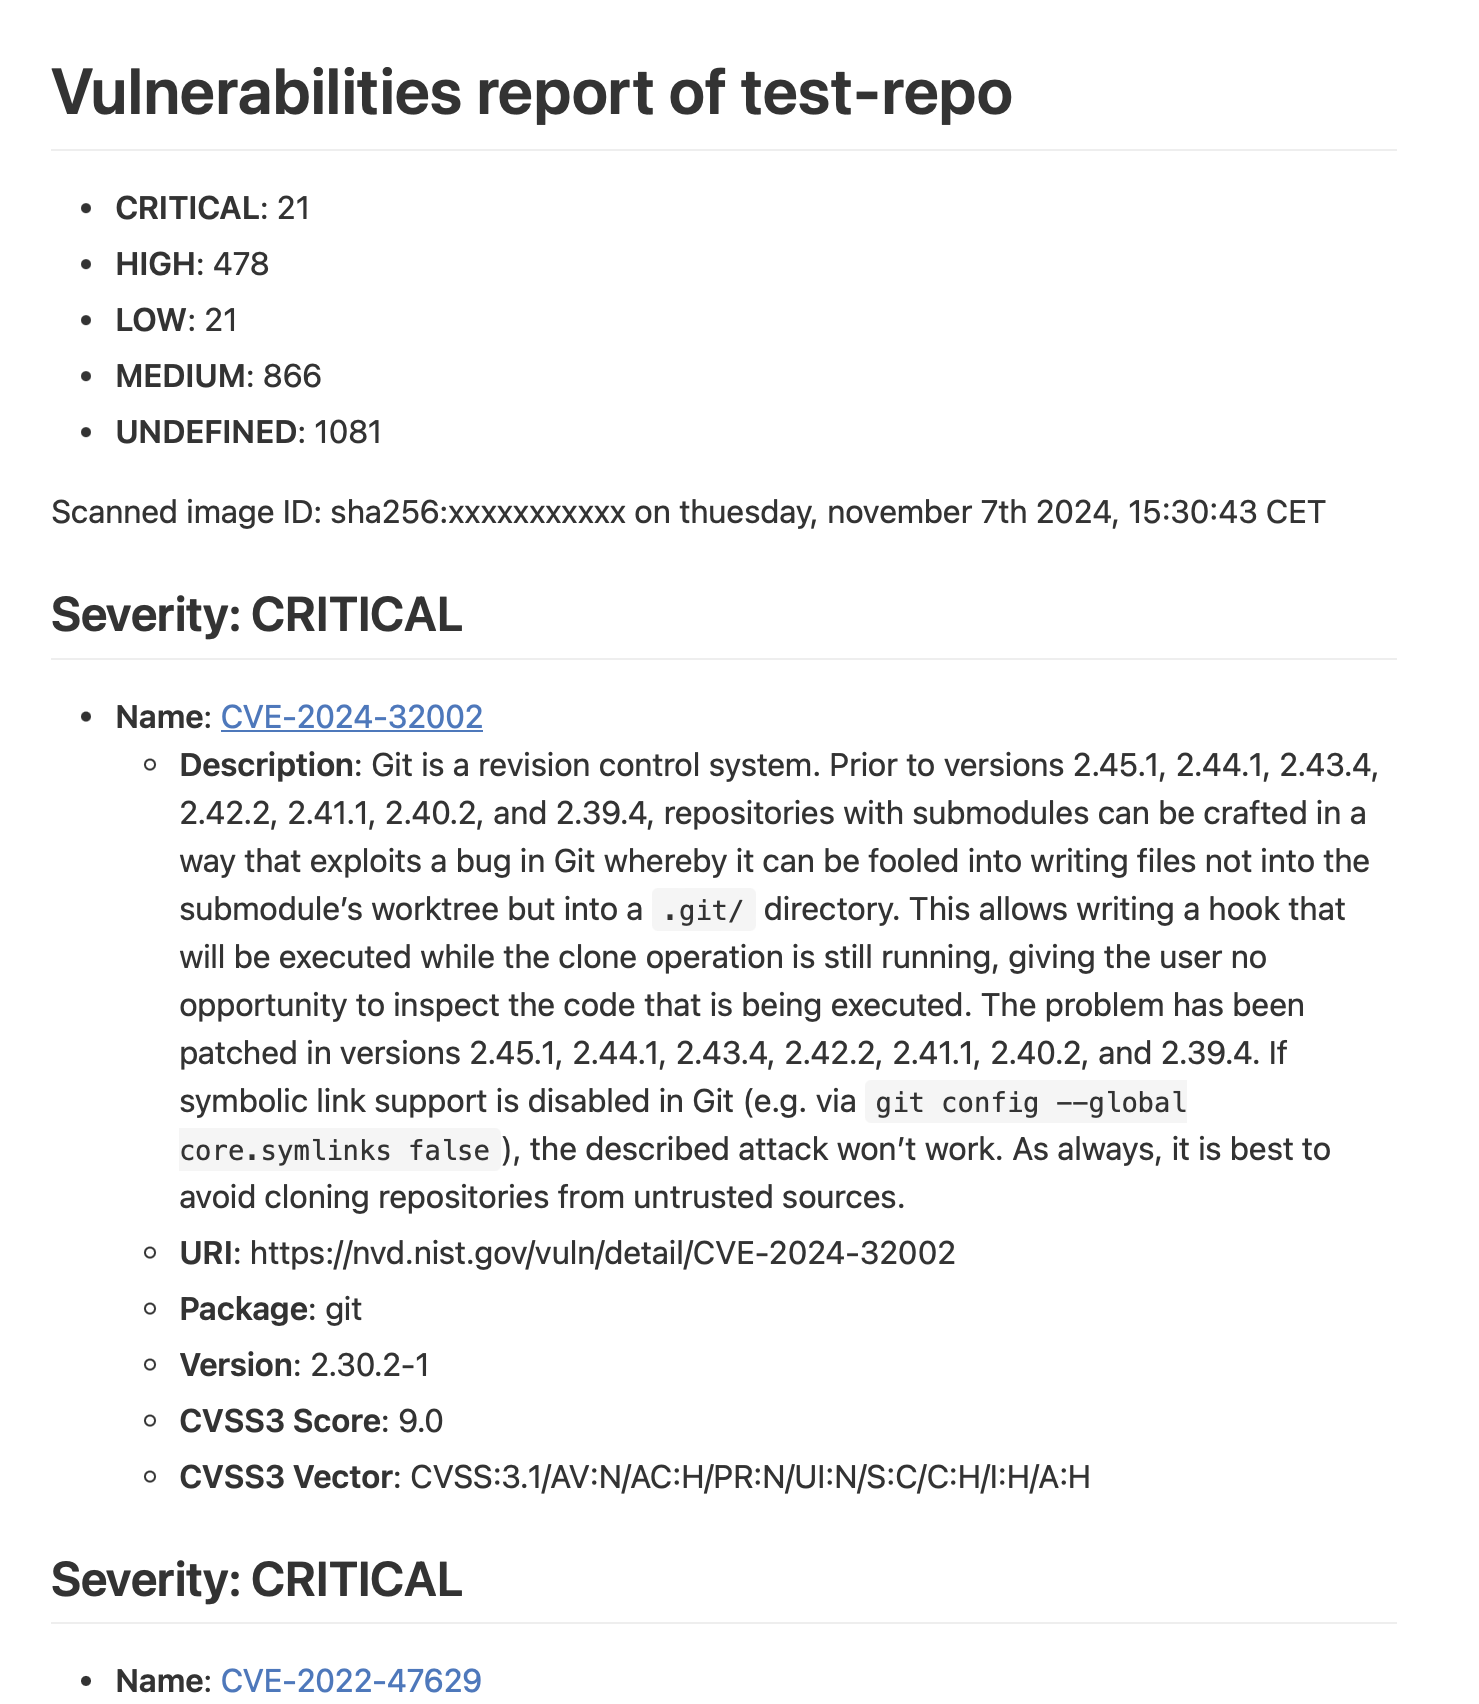 Vulnerabilities report of test-repo
CRITICAL: 21
HIGH: 478
LOW: 21
MEDIUM: 866
UNDEFINED: 1081
Scanned image ID: sha256:xxxxxxxxxxx on thuesday, november 7th 2024, 15:30:43 CET
Severity: CRITICAL
Name: CVE-2024-32002
Description: Git is a revision control system. Prior to versions 2.45.1, 2.44.1, 2.43.4,
2.42.2, 2.41.1, 2.40.2, and 2.39.4, repositories with submodules can be crafted in a
way that exploits a bug in Git whereby it can be fooled into writing files not into the
submodule’s worktree but into a .git/ directory. This allows writing a hook that
will be executed while the clone operation is still running, giving the user no
opportunity to inspect the code that is being executed. The problem has been
patched in versions 2.45.1, 2.44.1, 2.43.4, 2.42.2, 2.41.1, 2.40.2, and 2.39.4. If
symbolic link support is disabled in Git (e.g. via git config --global
core.symlinks false), the described attack won’t work. As always, it is best to
avoid cloning repositories from untrusted sources.
URI: https://nvd.nist.gov/vuln/detail/CVE-2024-32002
Package: git
Version: 2.30.2-1
CVSS3 Score: 9.0
CVSS3 Vector: CVSS:3.1/AV:N/AC:H/PR:N/UI:N/S:C/C:H/I:H/A:H
Severity: CRITICAL
Name: CVE-2022-47629